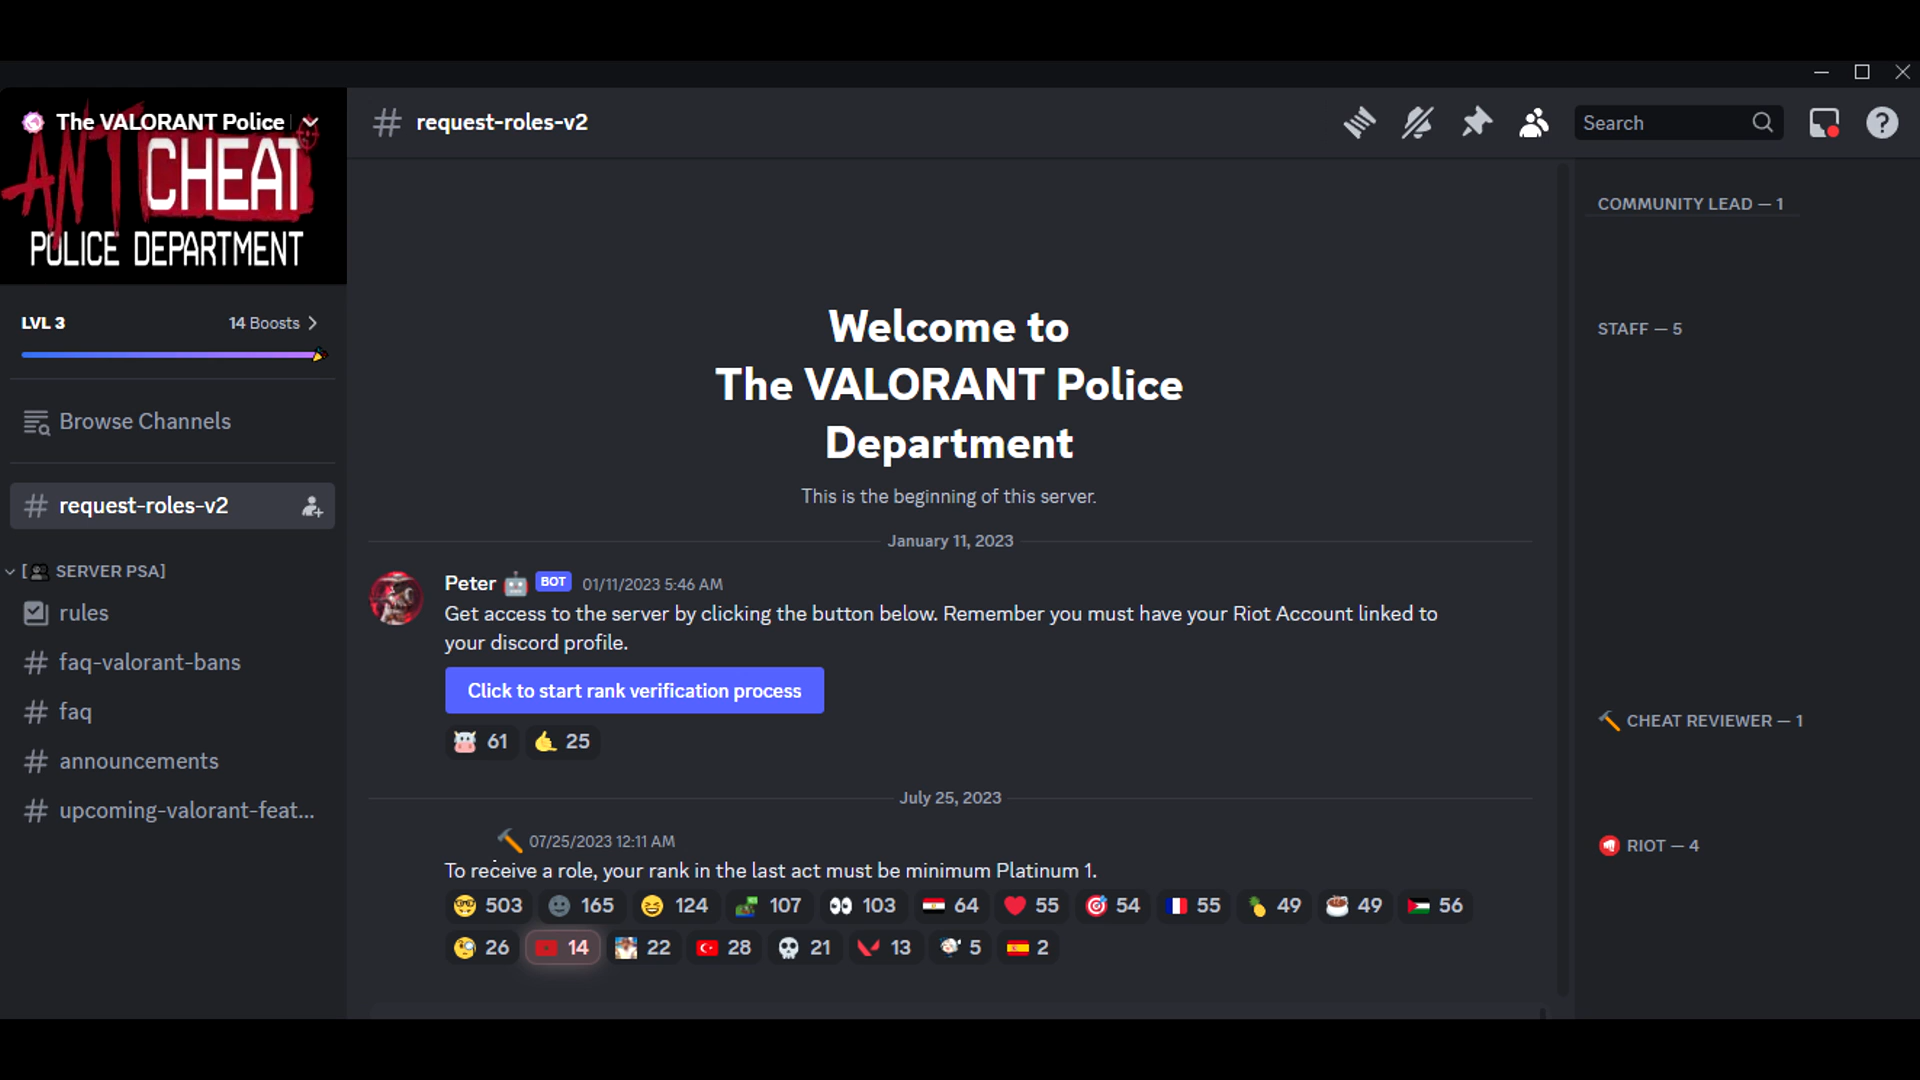 The VALORANT Police
ANTI CHEAT
POLICE DEPARTMENT
LVL 3
14 Boosts
Browse Channels
request-roles-v2
[ SERVER PSA]
rules
faq-valorant-bans
faq
announcements
upcoming-valorant-feat...
request-roles-v2
Search
Welcome to
The VALORANT Police
Department
This is the beginning of this server.
January 11, 2023
Peter BOT 01/11/2023 5:46 AM
Get access to the server by clicking the button below. Remember you must have your Riot Account linked to
your discord profile.
Click to start rank verification process
61 25
July 25, 2023
07/25/2023 12:11 AM
To receive a role, your rank in the last act must be minimum Platinum 1.
503 165 124 107 103 64 55 54 55 49 49 56
26 14 22 28 21 13 5 2
COMMUNITY LEAD — 1
STAFF — 5
CHEAT REVIEWER — 1
RIOT — 4